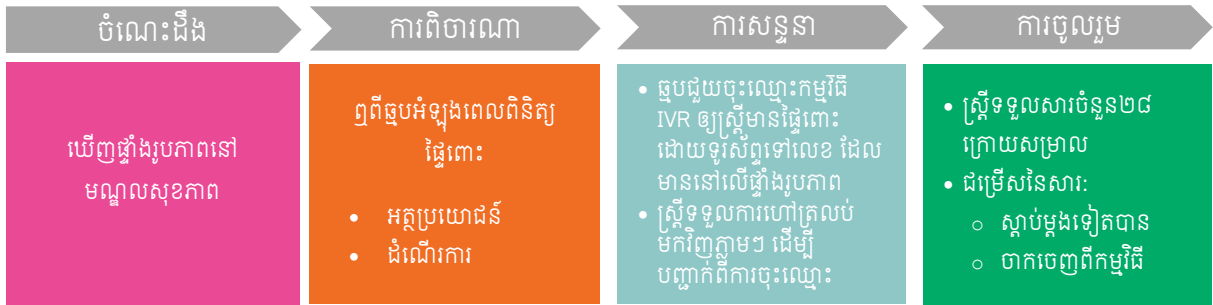 ចំណេះដឹង
ការពិចារណា
ការសន្ទនា
ការចូលរួម
ឃើញផ្ទាំងរូបភាពនៅ
មណ្ឌលសុខភាព
ឮពីឆ្មបអំឡុងពេលពិនិត្យ
ផ្ទៃពោះ
• អត្ថប្រយោជន៍
• ដំណើរការ
• ឆ្មបជួយចុះឈ្មោះកម្មវិធី
IVR ឲ្យស្ត្រីមានផ្ទៃពោះ
ដោយទូរស័ព្ទទៅលេខ ដែល
មាននៅលើផ្ទាំងរូបភាព
• ស្ត្រីទទួលការហៅត្រលប់
មកវិញភ្លាមៗ ដើម្បី
បញ្ជាក់ពីការចុះឈ្មោះ
• ស្ត្រីទទួលសារចំនួន២៨
ក្រោយសម្រាល
• ជម្រើសនៃសារ:
○ ស្តាប់ម្តងទៀតបាន
○ ចាកចេញពីកម្មវិធី